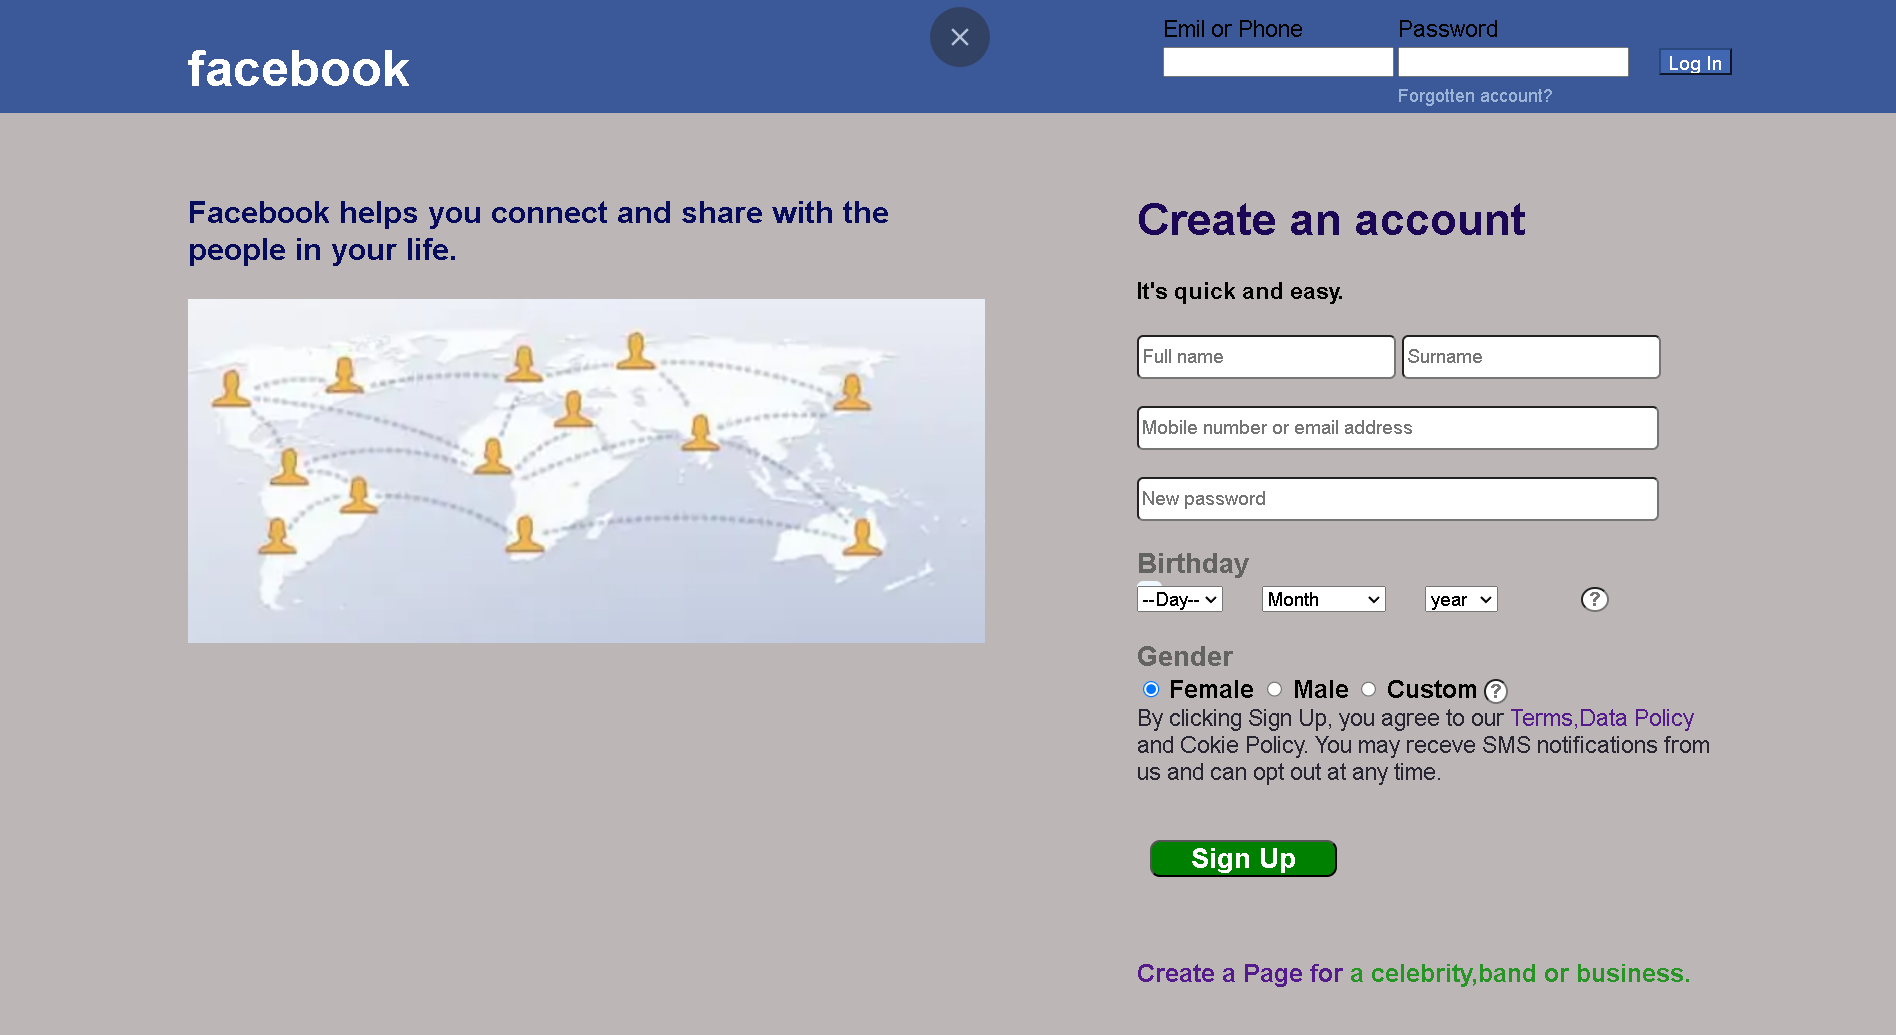 facebook
Emil or Phone
Password
Log In
Forgotten account?
Facebook helps you connect and share with the
people in your life.
Create an account
It's quick and easy.
Full name
Surname
Mobile number or email address
New password
Birthday
--Day--
Month
year
?
Gender
Female
Male
Custom
?
By clicking Sign Up, you agree to our Terms,Data Policy
and Cokie Policy. You may receve SMS notifications from
us and can opt out at any time.
Sign Up
Create a Page for a celebrity,band or business.